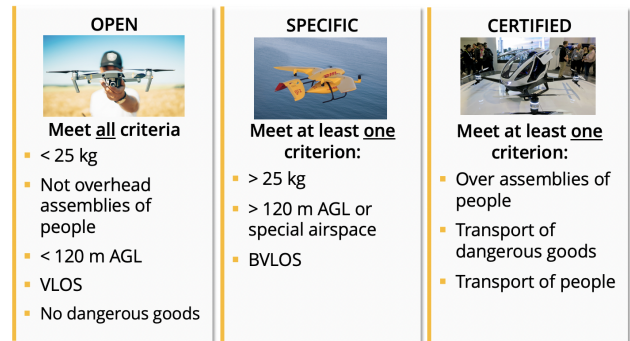 OPEN
Meet all criteria
▪ < 25 kg
▪ Not overhead
assemblies of
people
▪ < 120 m AGL
▪ VLOS
▪ No dangerous goods
SPECIFIC
Meet at least one
criterion:
▪ > 25 kg
▪ > 120 m AGL or
special airspace
▪ BVLOS
CERTIFIED
Meet at least one
criterion:
▪ Over assemblies of
people
▪ Transport of
dangerous goods
▪ Transport of people